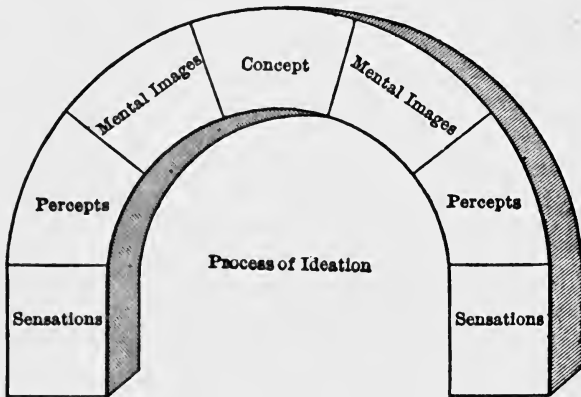 Concept
Mental Images
Mental Images
Percepts
Percepts
Process of Ideation
Sensations
Sensations